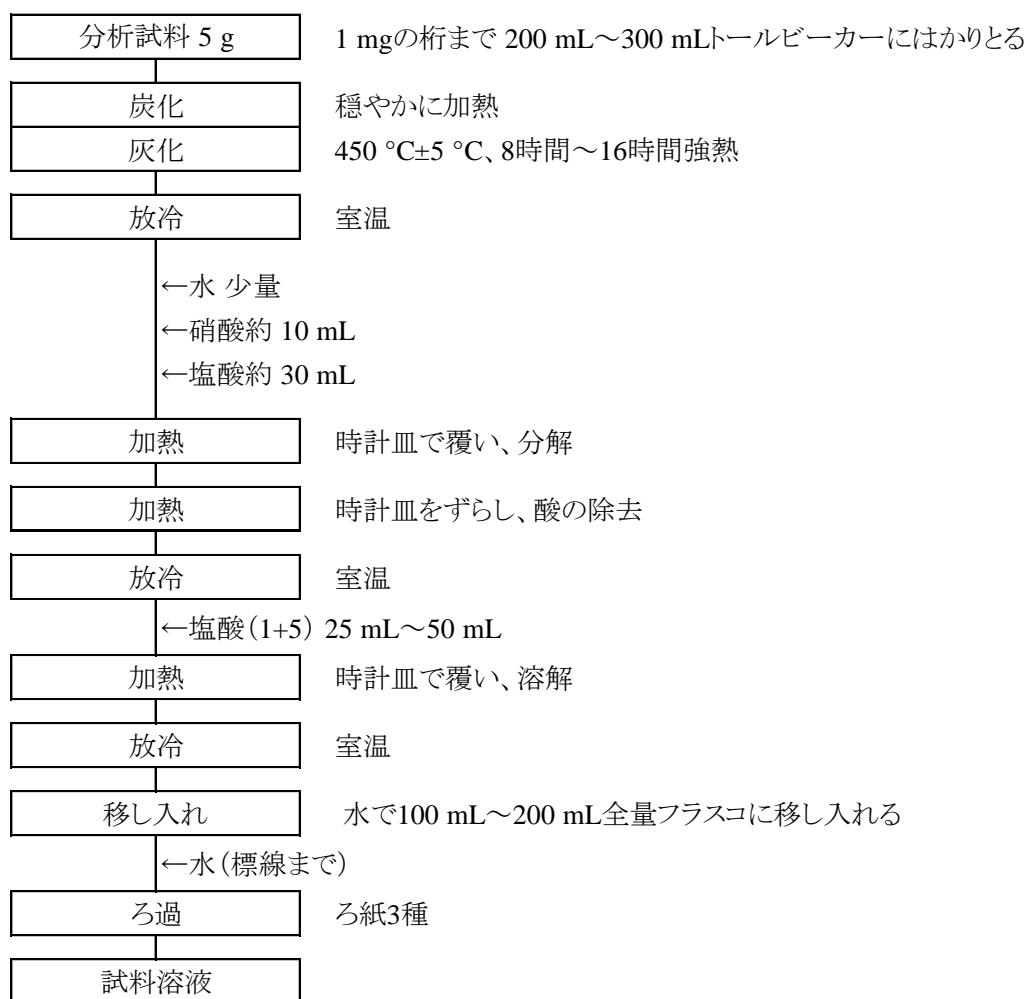 分析試料 5 g 1 mgの桁まで 200 mL～300 mLトールビーカーにはかりとる
炭化 穏やかに加熱
灰化 450 °C±5 °C、8時間～16時間強熱
放冷 室温
←水 少量
←硝酸約 10 mL
←塩酸約 30 mL
加熱 時計皿で覆い、分解
加熱 時計皿をずらし、酸の除去
放冷 室温
←塩酸（1+5） 25 mL～50 mL
加熱 時計皿で覆い、溶解
放冷 室温
移し入れ 水で100 mL～200 mL全量フラスコに移し入れる
←水（標線まで）
ろ過 ろ紙3種
試料溶液